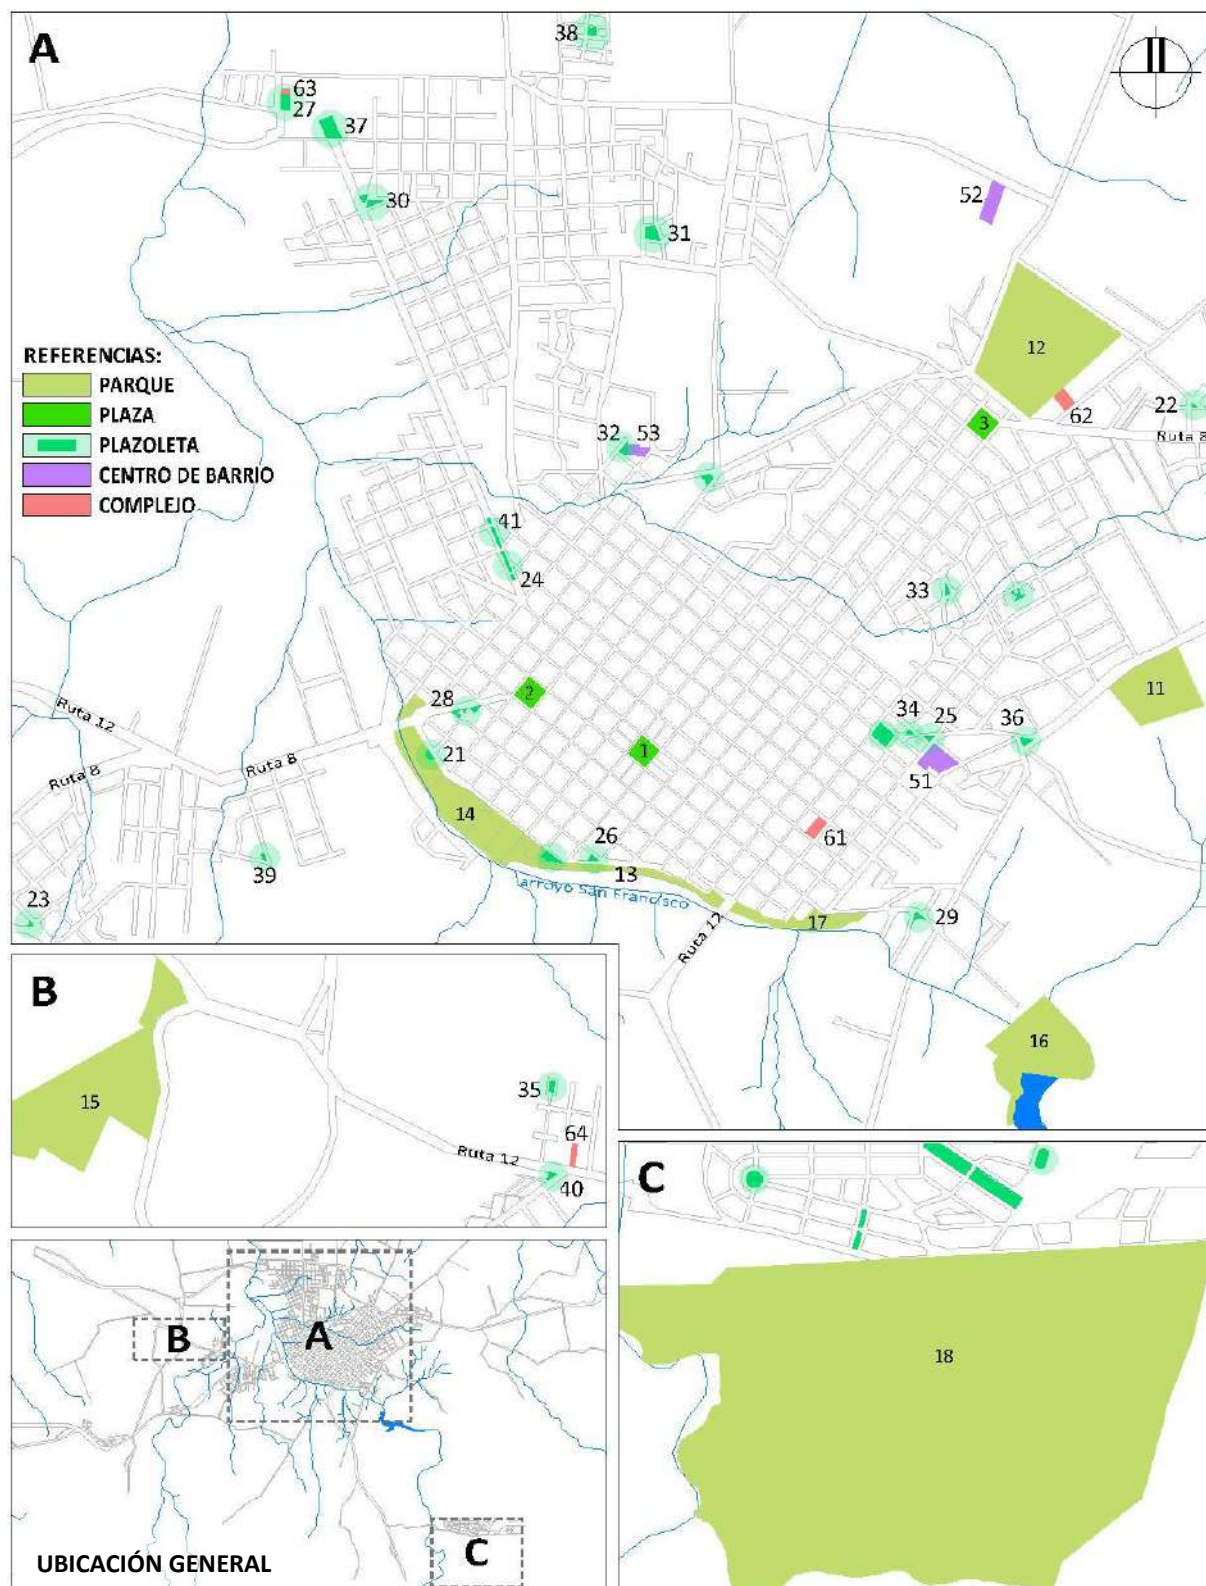 A
38
63
27
37
30
31
52
REFERENCIAS:
PARQUE
PLAZA
PLAZOLETA
CENTRO DE BARRIO
COMPLEJO
12
62
22
3
Ruta 8
32
53
41
24
33
11
28
2
34
25
36
Ruta 12
21
1
51
Ruta 8
Ruta 8
14
26
61
39
13
arroyo San Francisco
23
17
29
Ruta 12
B
16
15
35
64
Ruta 12
40
C
18
A
B
C
UBICACIÓN GENERAL